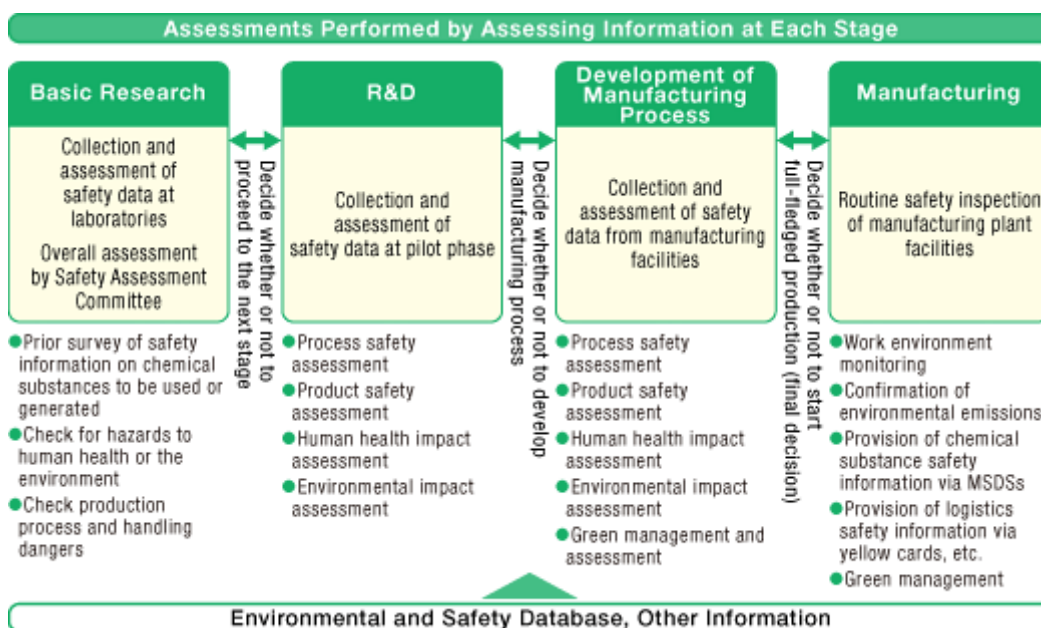 Assessments Performed by Assessing Information at Each Stage
Basic Research
Collection and
assessment of
safety data at
laboratories
Overall assessment
by Safety Assessment
Committee
●Prior survey of safety
information on chemical
substances to be used or
generated
●Check for hazards to
human health or the
environment
●Check production
process and handling
dangers
Decide whether or not to
proceed to the next stage
R&D
Collection and
assessment of
safety data at pilot phase
●Process safety
assessment
●Product safety
assessment
●Human health impact
assessment
●Environmental impact
assessment
Decide whether or not to develop
manufacturing process
Development of
Manufacturing
Process
Collection and
assessment of safety
data from manufacturing
facilities
●Process safety
assessment
●Product safety
assessment
●Human health impact
assessment
●Environmental impact
assessment
●Green management and
assessment
Decide whether or not to start
full-fledged production (final decision)
Manufacturing
Routine safety inspection
of manufacturing plant
facilities
●Work environment
monitoring
●Confirmation of
environmental emissions
●Provision of chemical
substance safety
information via MSDSs
●Provision of logistics
safety information via
yellow cards, etc.
●Green management
Environmental and Safety Database, Other Information